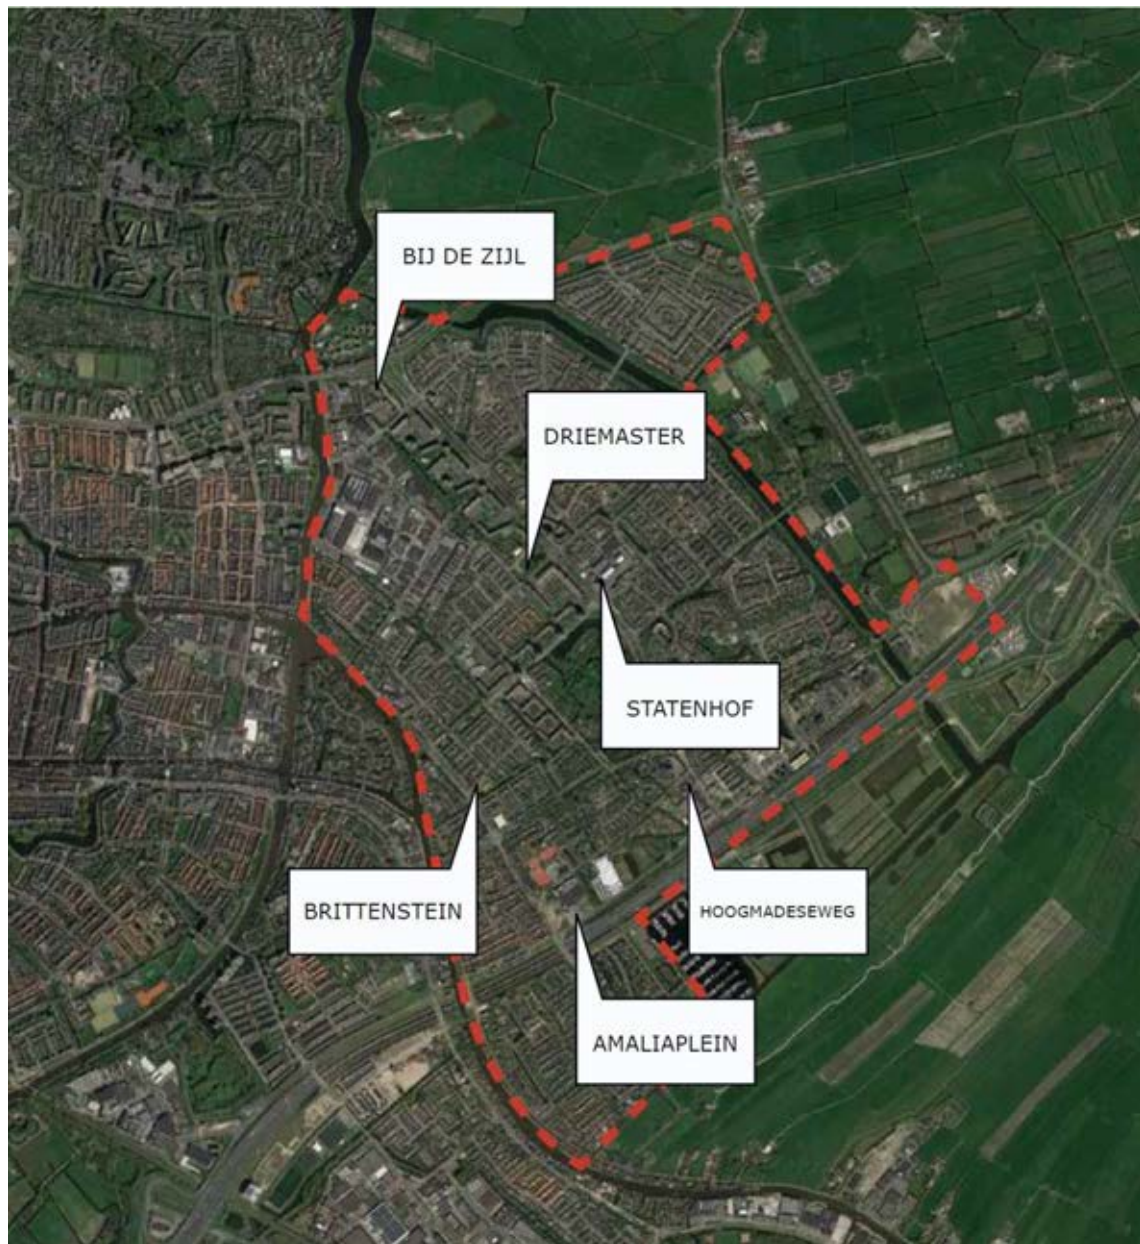 BIJ DE ZIJL
DRIEMASTER
STATENHOF
BRITTENSTEIN
HOOGMADESEWEG
AMALIAPLEIN